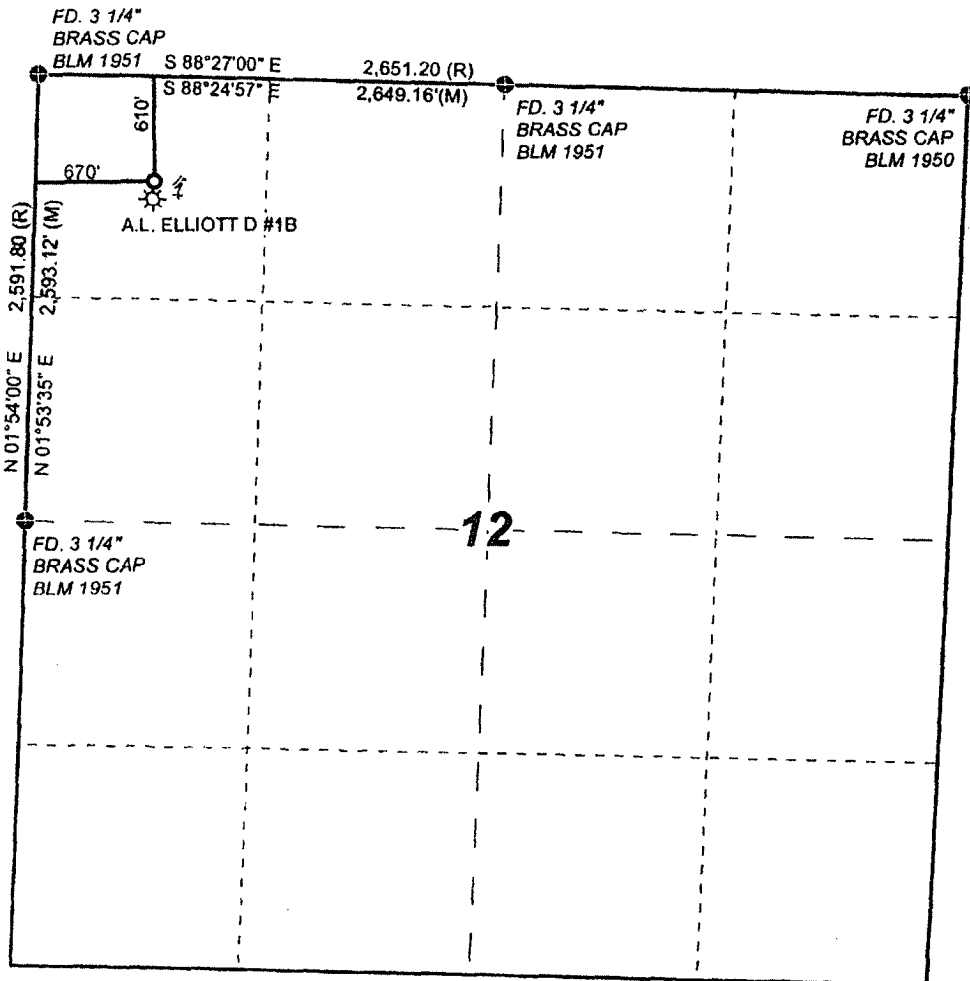 FD. 3 1/4"
BRASS CAP
BLM 1951
S 88°27'00" E
2,651.20 (R)
S 88°24'57" E
2,649.16'(M)
FD. 3 1/4"
BRASS CAP
BLM 1951
FD. 3 1/4"
BRASS CAP
BLM 1950
610'
670'
A.L. ELLIOTT D #1B
N 01°54'00" E 2,591.80 (R)
N 01°53'35" E 2,593.12' (M)
12
FD. 3 1/4"
BRASS CAP
BLM 1951